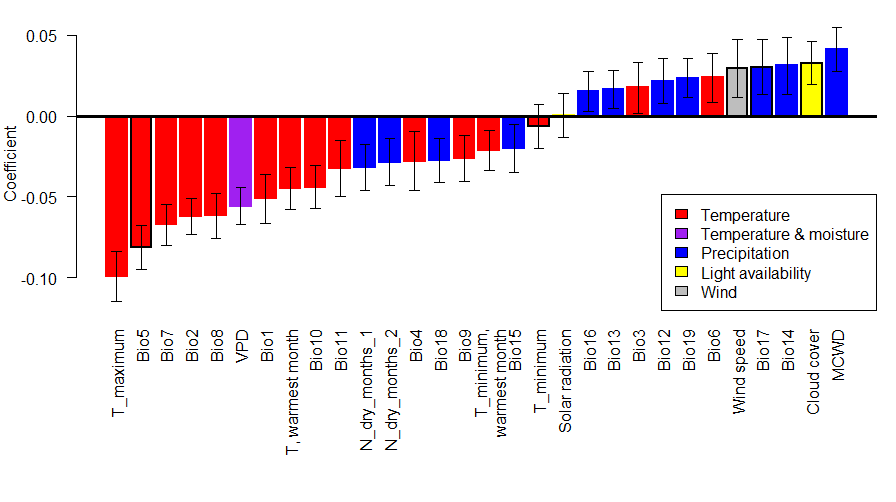 0.05
0.00
-0.05
-0.10
Coefficient
Temperature
Temperature & moisture
Precipitation
Light availability
Wind
T_maximum
Bio5
Bio7
Bio2
Bio8
VPD
Bio1
T, warmest month
Bio10
Bio11
N_dry_months_1
N_dry_months_2
Bio4
Bio18
Bio9
T_minimum,
warmest month
Bio15
T_minimum
Solar radiation
Bio16
Bio13
Bio3
Bio12
Bio19
Bio6
Wind speed
Bio17
Bio14
Cloud cover
MCWD